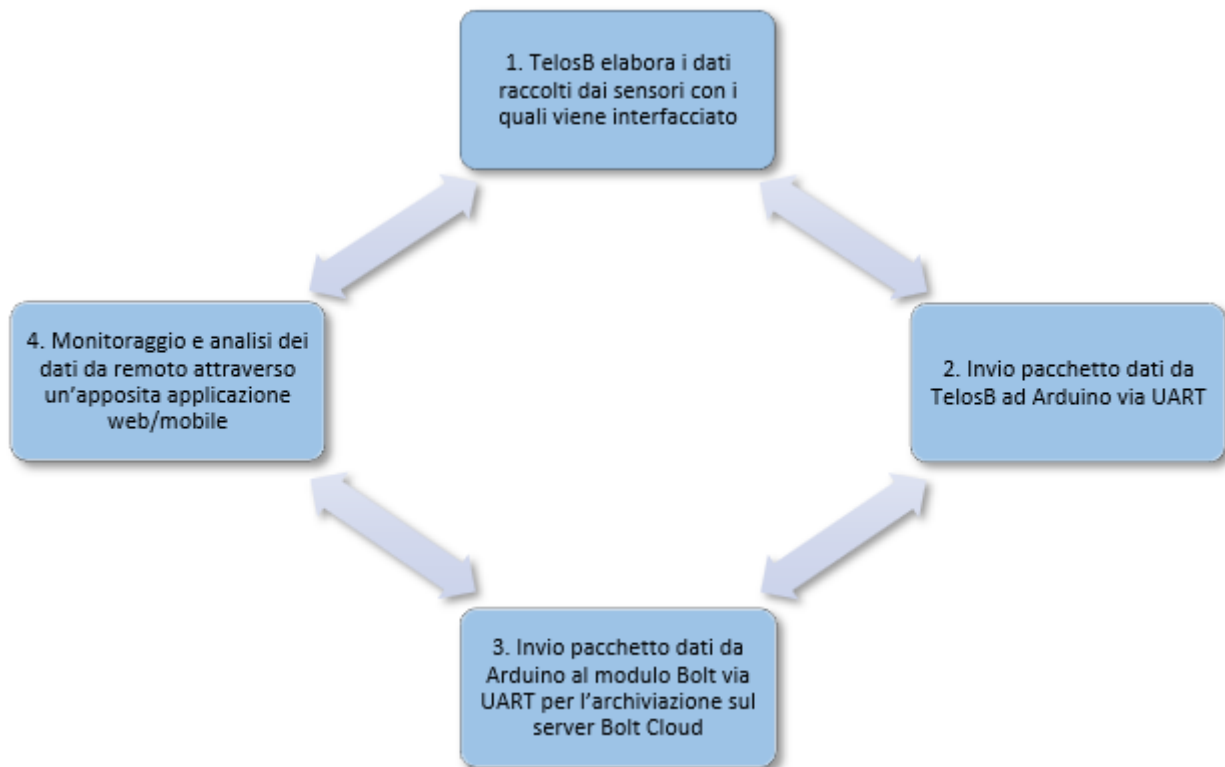 1. TelosB elabora i dati
raccolti dai sensori con i
quali viene interfacciato
2. Invio pacchetto dati da
TelosB ad Arduino via UART
3. Invio pacchetto dati da
Arduino al modulo Bolt via
UART per l'archiviazione sul
server Bolt Cloud
4. Monitoraggio e analisi dei
dati da remoto attraverso
un'apposita applicazione
web/mobile